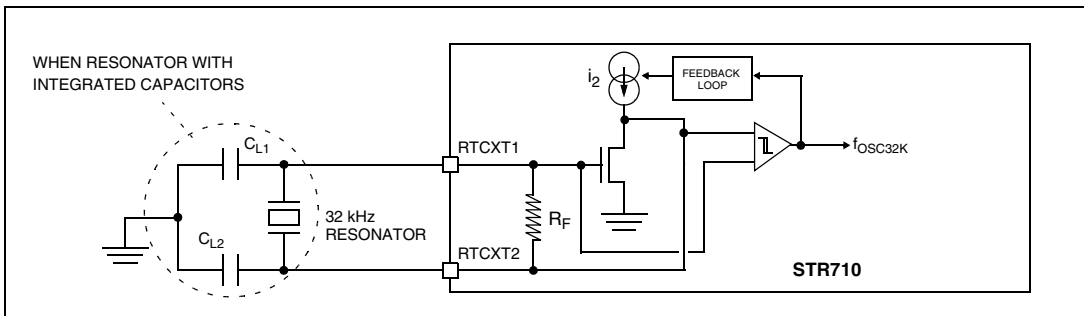 WHEN RESONATOR WITH
INTEGRATED CAPACITORS
i2
FEEDBACK
LOOP
CL1
RTCXT1
fOSC32K
32 kHz
RESONATOR
RF
CL2
RTCXT2
STR710